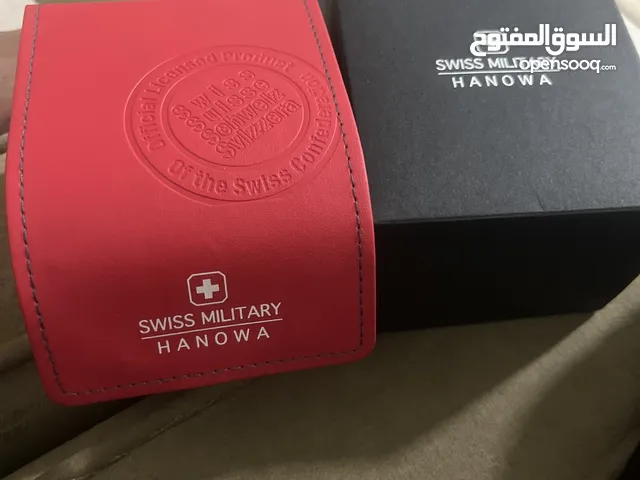 السوق المفتوح
opensooq.com
SWISS MILITARY
HANOWA
Official Licensed Product
Of the Swiss Confede
Swiss
Suisse
Schweiz
Svizzera
SWISS MILITARY
HANOWA